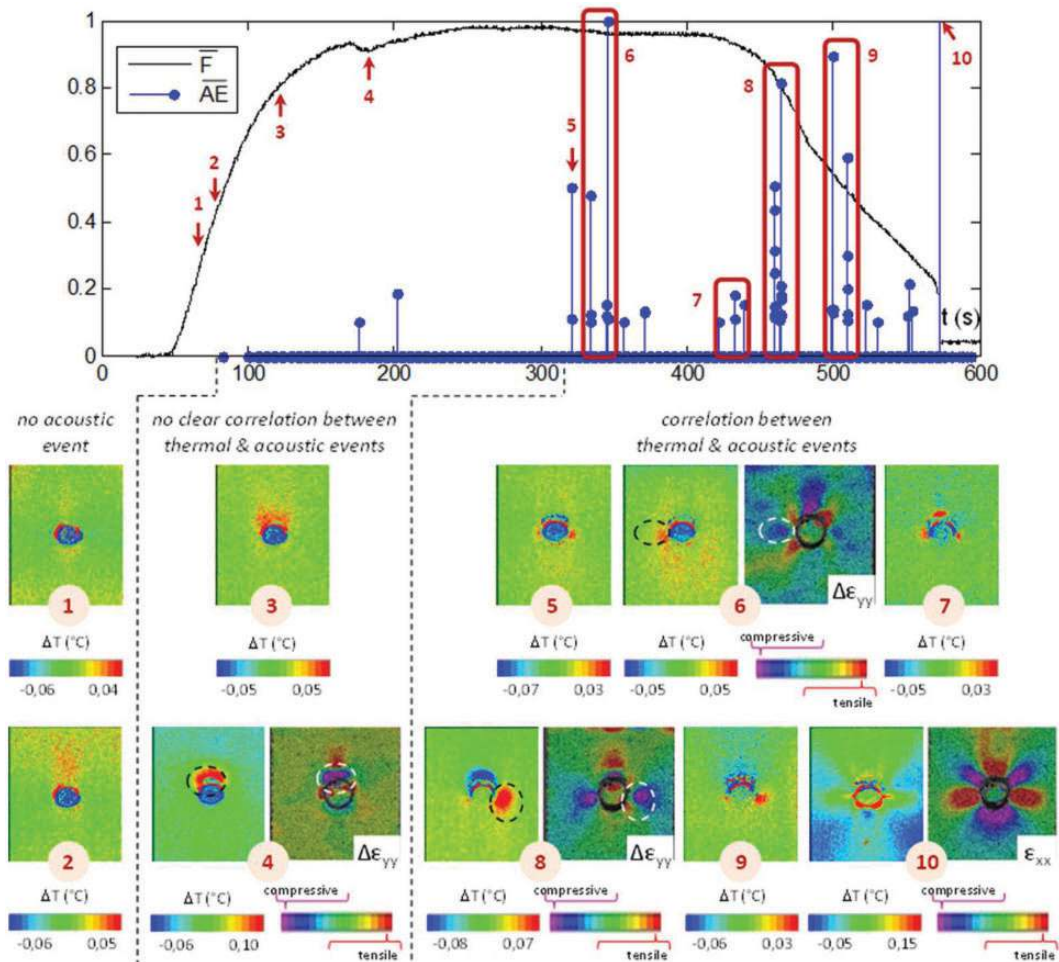 1
0.8
0.6
0.4
0.2
0
F
AE
1
2
3
4
5
6
7
8
9
10
t (s)
0 100 200 300 400 500 600
no acoustic
event
no clear correlation between
thermal & acoustic events
correlation between
thermal & acoustic events
Δεyy
1
3
5
6
7
ΔT (°C)
ΔT (°C)
ΔT (°C)
ΔT (°C)
compressive
ΔT (°C)
-0,06 0,04
-0,05 0,05
-0,07 0,03
-0,05 0,05
tensile
-0,05 0,03
Δεyy
Δεyy
εxx
2
4
8
9
10
ΔT (°C)
ΔT (°C)
compressive
ΔT (°C)
compressive
ΔT (°C)
ΔT (°C)
compressive
-0,06 0,05
-0,06 0,10
tensile
-0,08 0,07
tensile
-0,06 0,03
-0,05 0,15
tensile